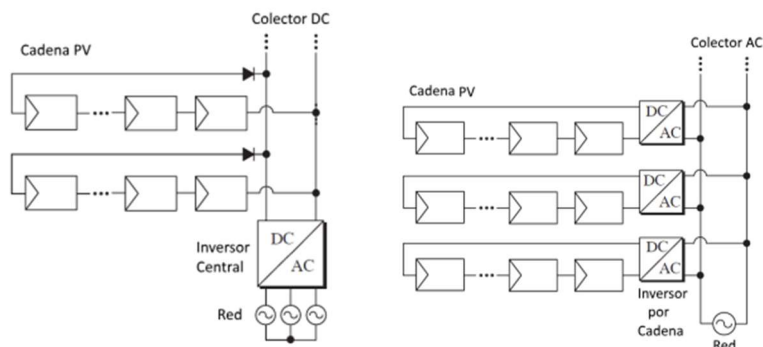 Colector DC
Cadena PV
DC
AC
Inversor
Central
Red
Colector AC
Cadena PV
DC
AC
DC
AC
DC
AC
Inversor
por
Cadena
Red